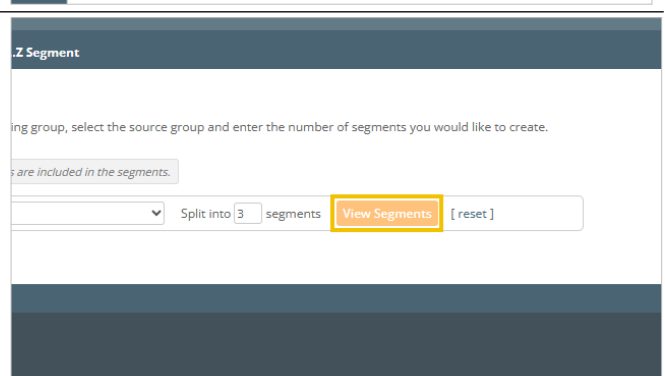 .Z Segment
ing group, select the source group and enter the number of segments you would like to create.
s are included in the segments.
Split into 3 segments View Segments [ reset ]